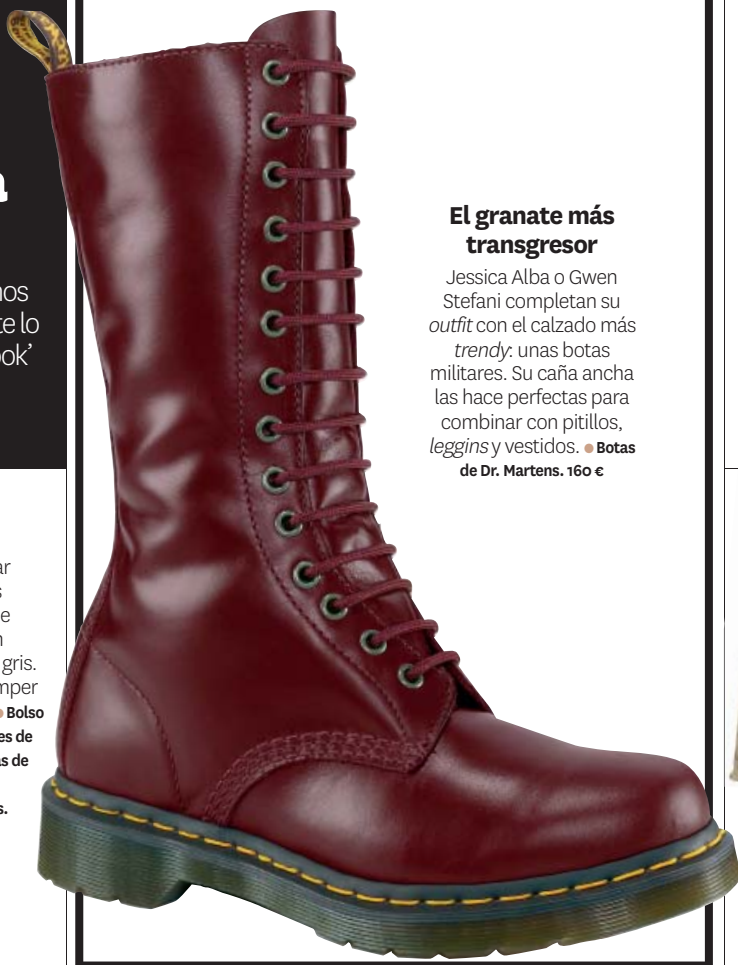 nos
te lo
ok’
ar
s
e
n
gris.
mper
● Bolso
es de
as de
s.
El granate más
transgresor
Jessica Alba o Gwen
Stefani completan su
outfit con el calzado más
trendy: unas botas
militares. Su caña ancha
las hace perfectas para
combinar con pitillos,
leggins y vestidos. ● Botas
de Dr. Martens. 160 €